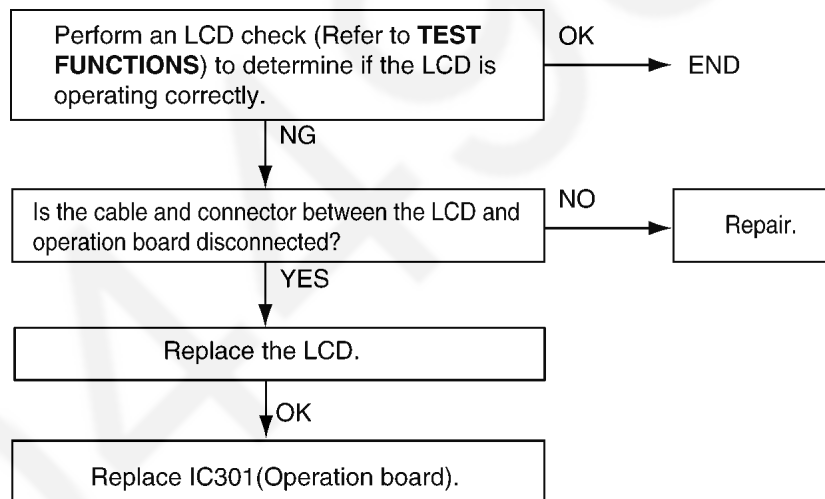 Perform an LCD check (Refer to TEST
FUNCTIONS) to determine if the LCD is
operating correctly.
OK
END
NG
Is the cable and connector between the LCD and
operation board disconnected?
NO
Repair.
YES
Replace the LCD.
OK
Replace IC301(Operation board).